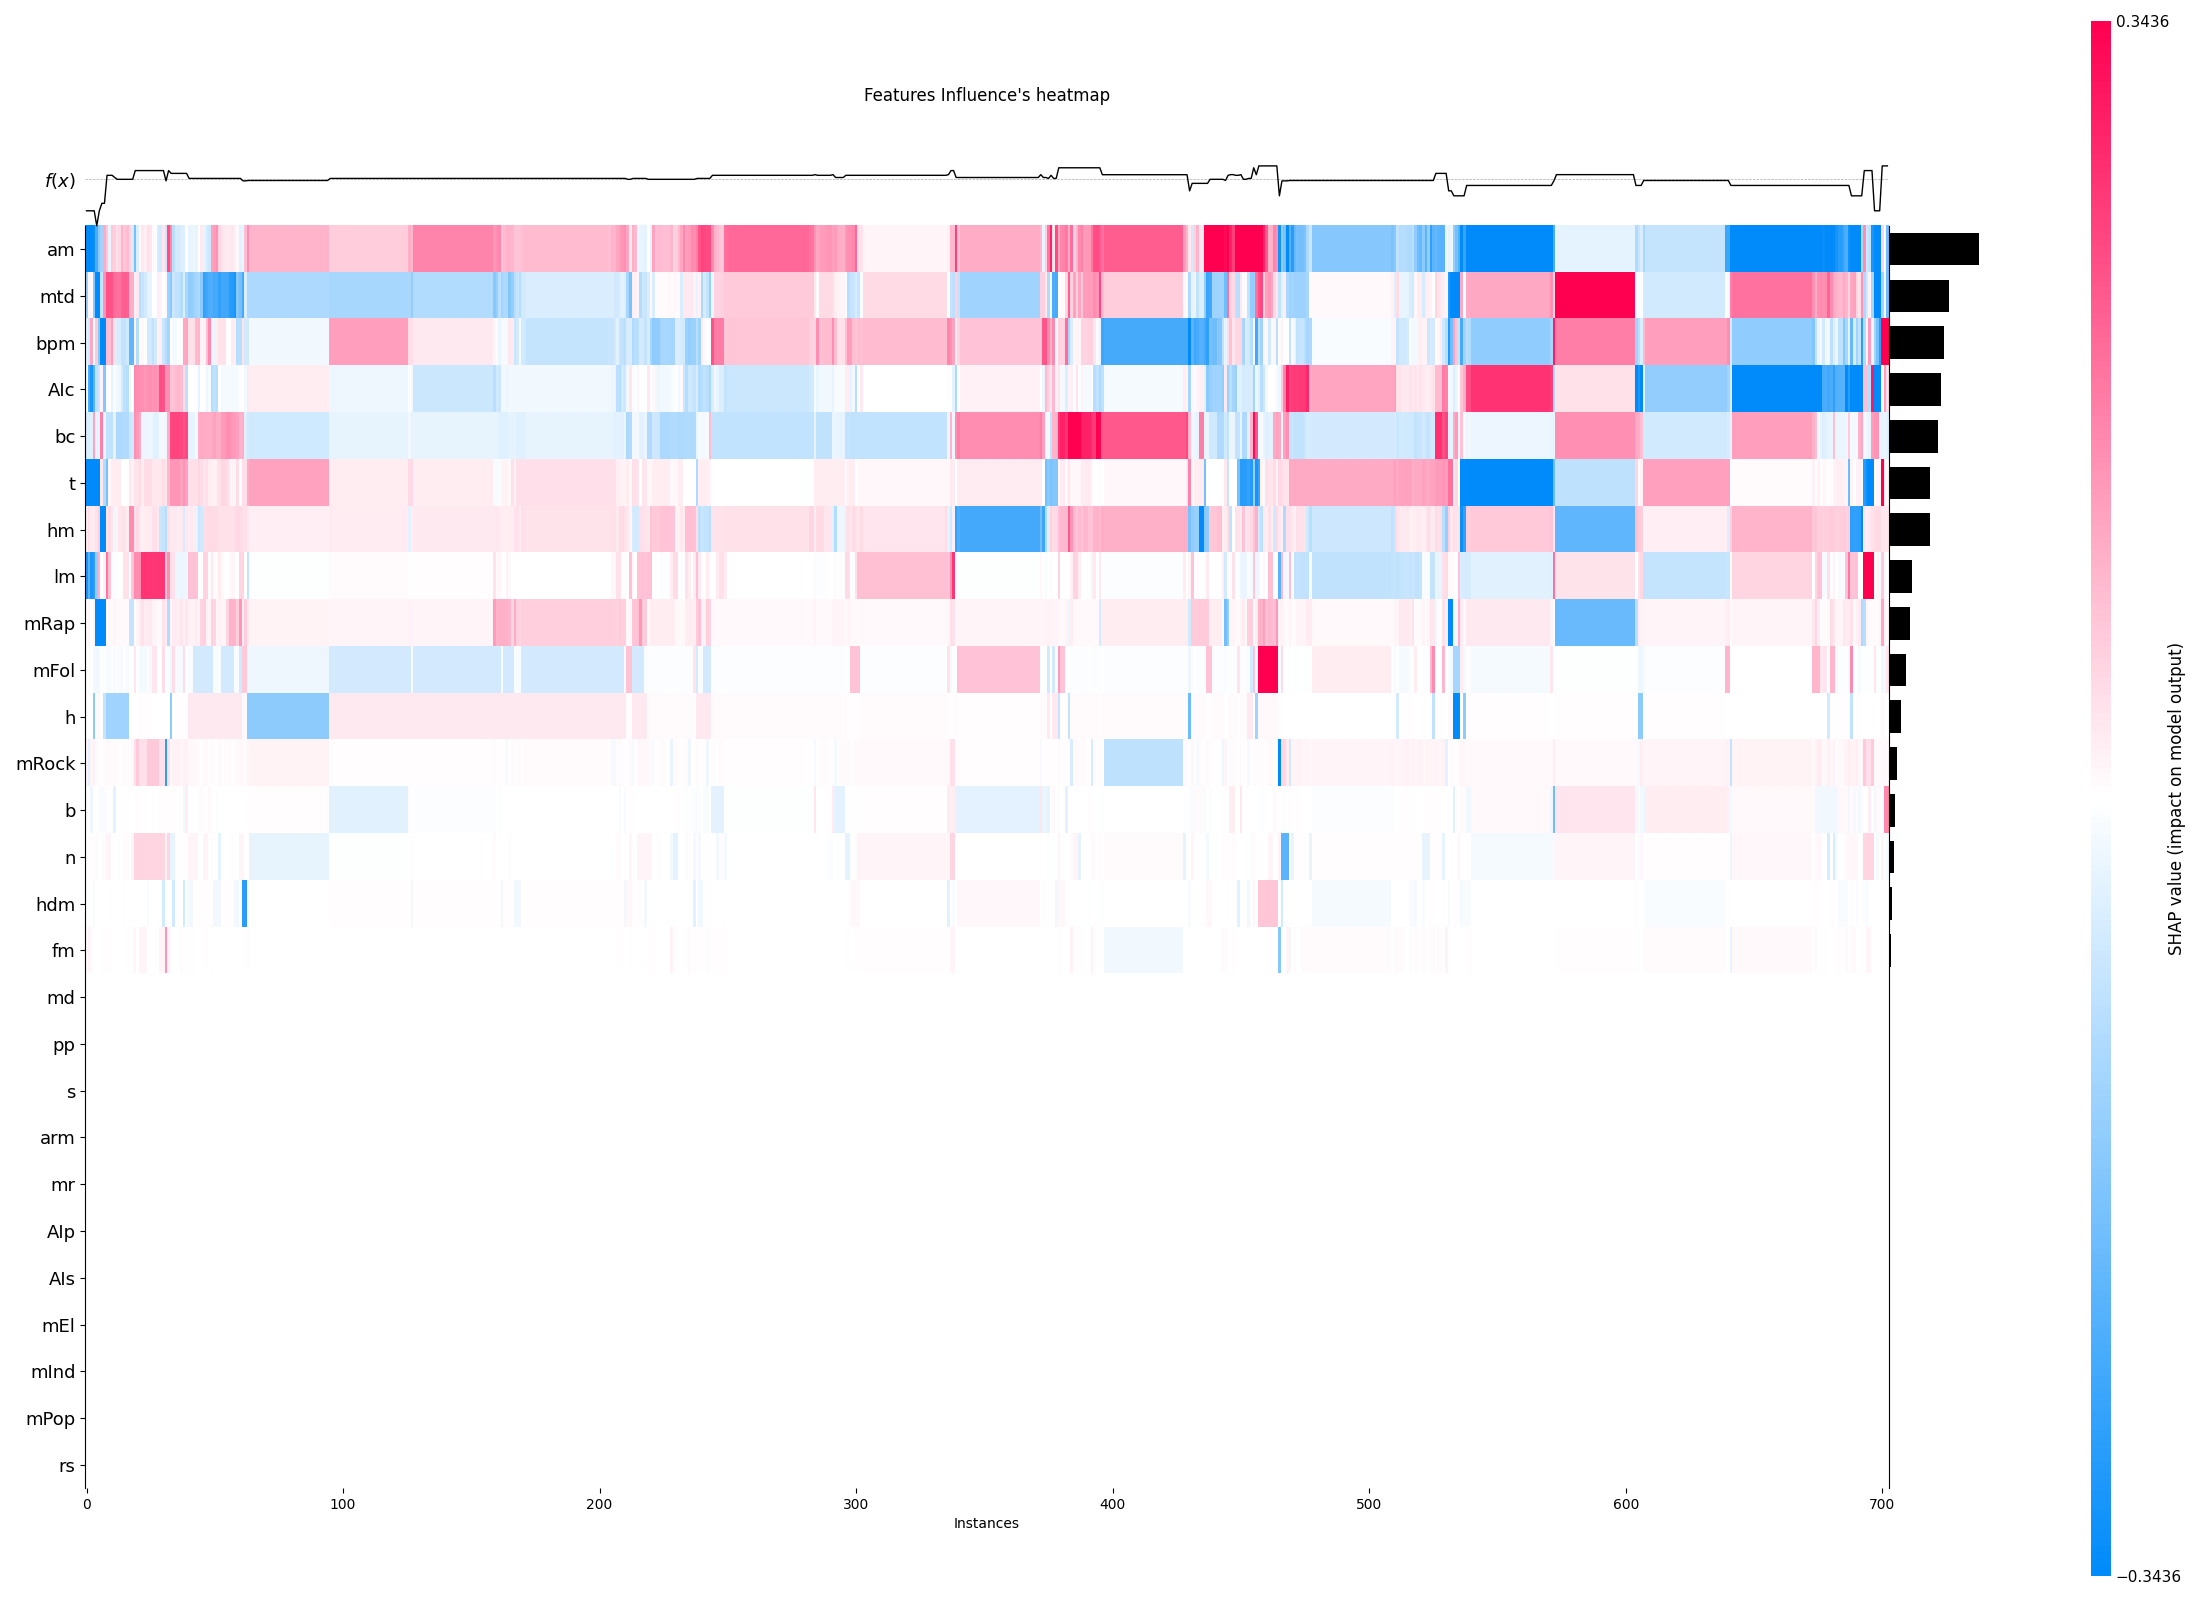 0.3436
Features Influence's heatmap
f(x)
am
mtd
bpm
AIc
bc
t
hm
lm
mRap
mFol
h
mRock
b
n
hdm
fm
md
pp
s
arm
mr
AIp
AIs
mEl
mInd
mPop
rs
0 100 200 300 400 500 600 700
Instances
SHAP value (impact on model output)
−0.3436